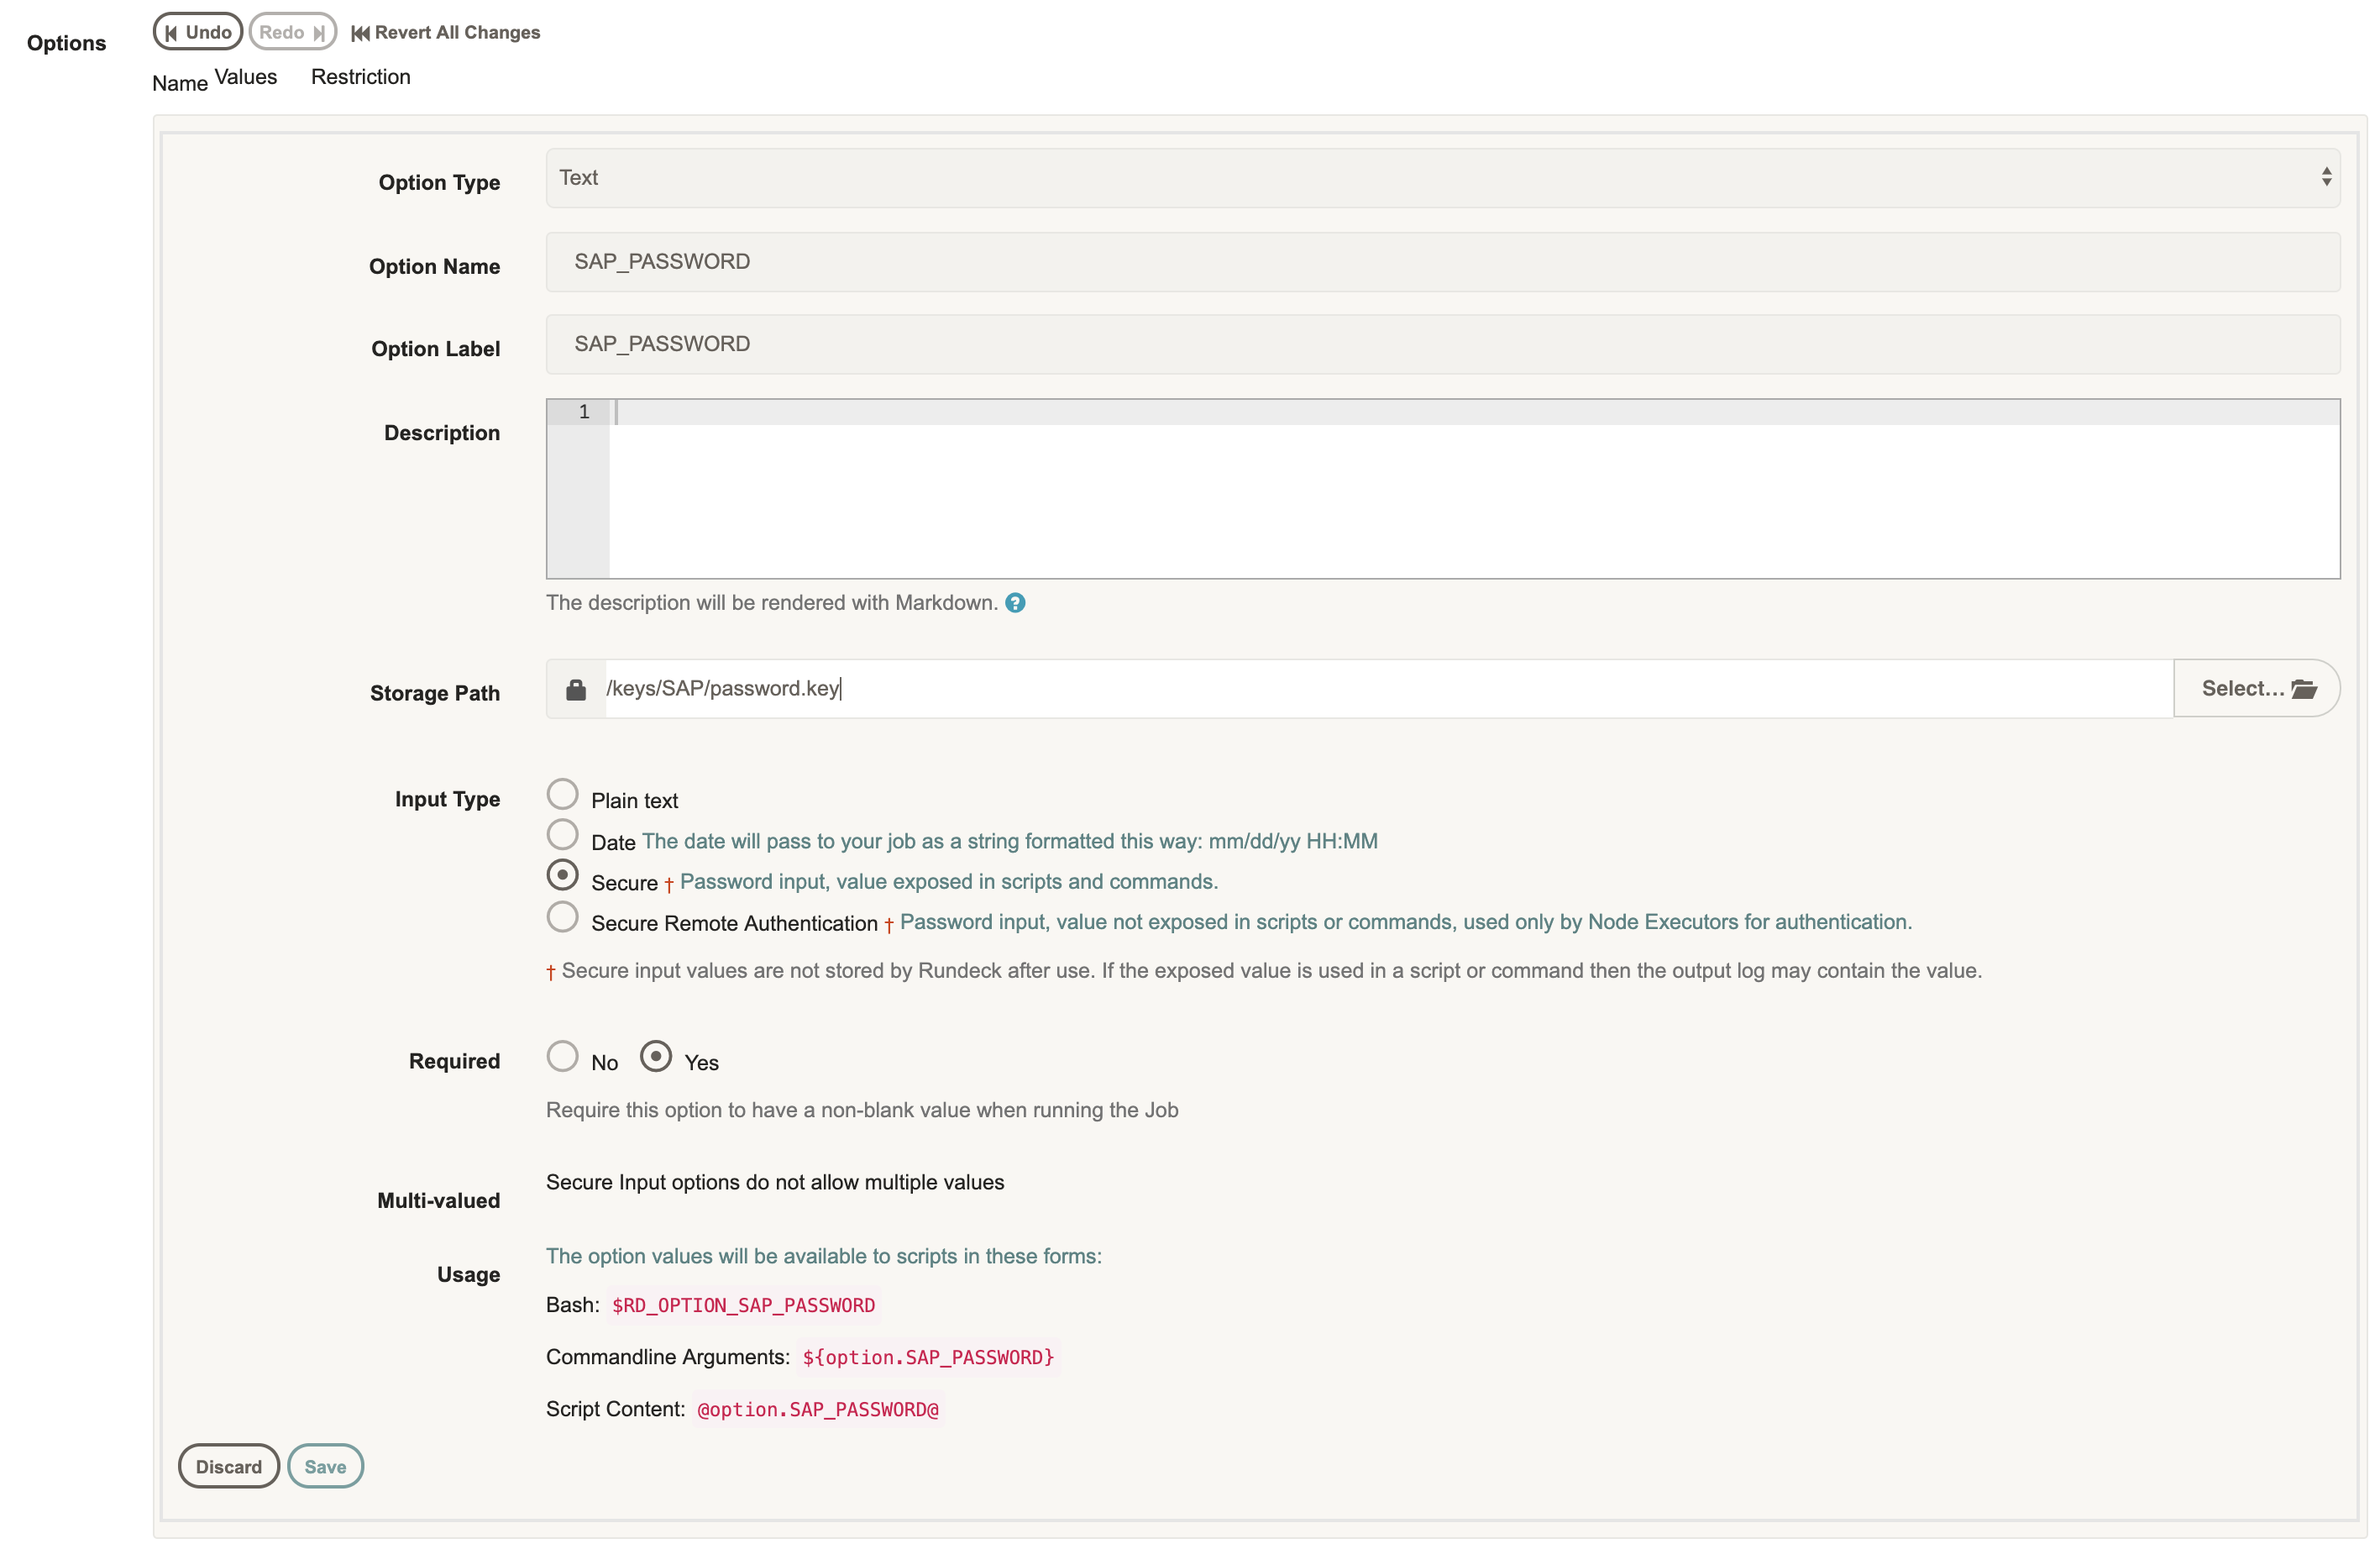 Options
Undo Redo Revert All Changes
Name Values Restriction
Option Type Text
Option Name SAP_PASSWORD
Option Label SAP_PASSWORD
Description 1
The description will be rendered with Markdown. ?
Storage Path /keys/SAP/password.key Select...
Input Type Plain text
Date The date will pass to your job as a string formatted this way: mm/dd/yy HH:MM
Secure † Password input, value exposed in scripts and commands.
Secure Remote Authentication † Password input, value not exposed in scripts or commands, used only by Node Executors for authentication.
† Secure input values are not stored by Rundeck after use. If the exposed value is used in a script or command then the output log may contain the value.
Required No Yes
Require this option to have a non-blank value when running the Job
Multi-valued Secure Input options do not allow multiple values
Usage The option values will be available to scripts in these forms:
Bash: $RD_OPTION_SAP_PASSWORD
Commandline Arguments: ${option.SAP_PASSWORD}
Script Content: @option.SAP_PASSWORD@
Discard Save